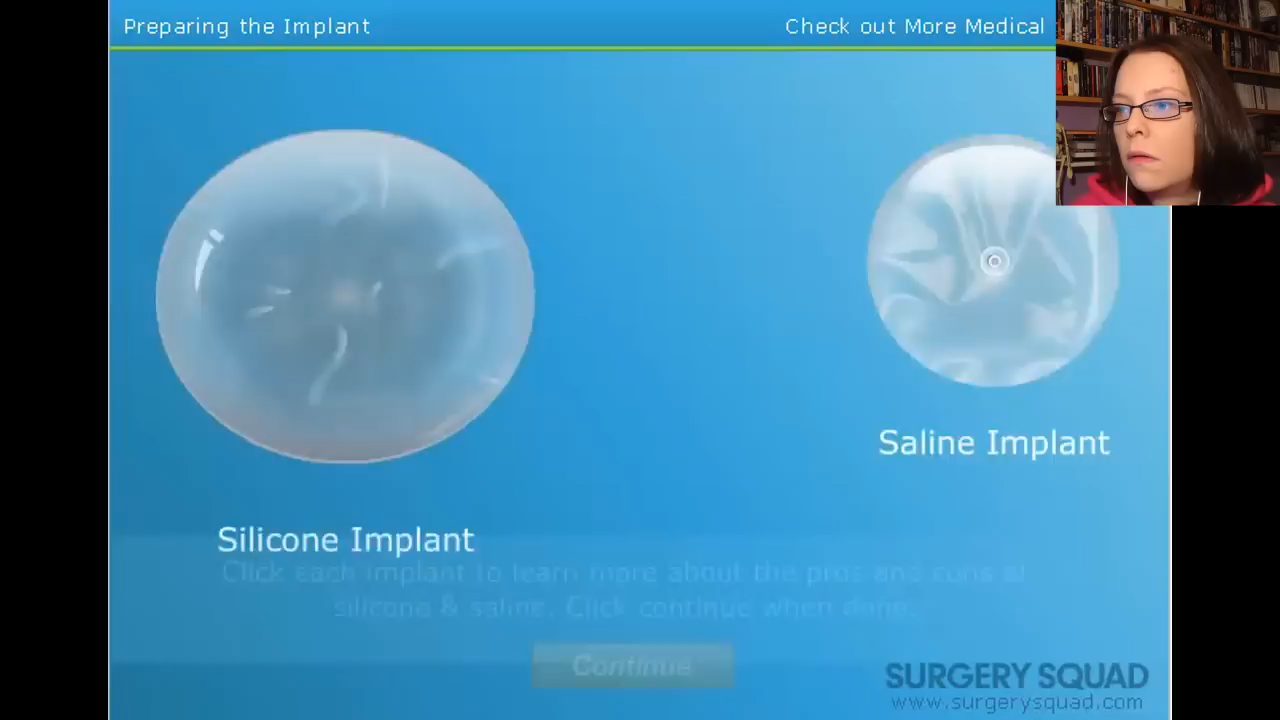 Preparing the Implant
Check out More Medical
Saline Implant
Silicone Implant
Click each implant to learn more about the pros and cons of
silicone & saline. Click continue when done.
Continue
SURGERY SQUAD
www.surgerysquad.com